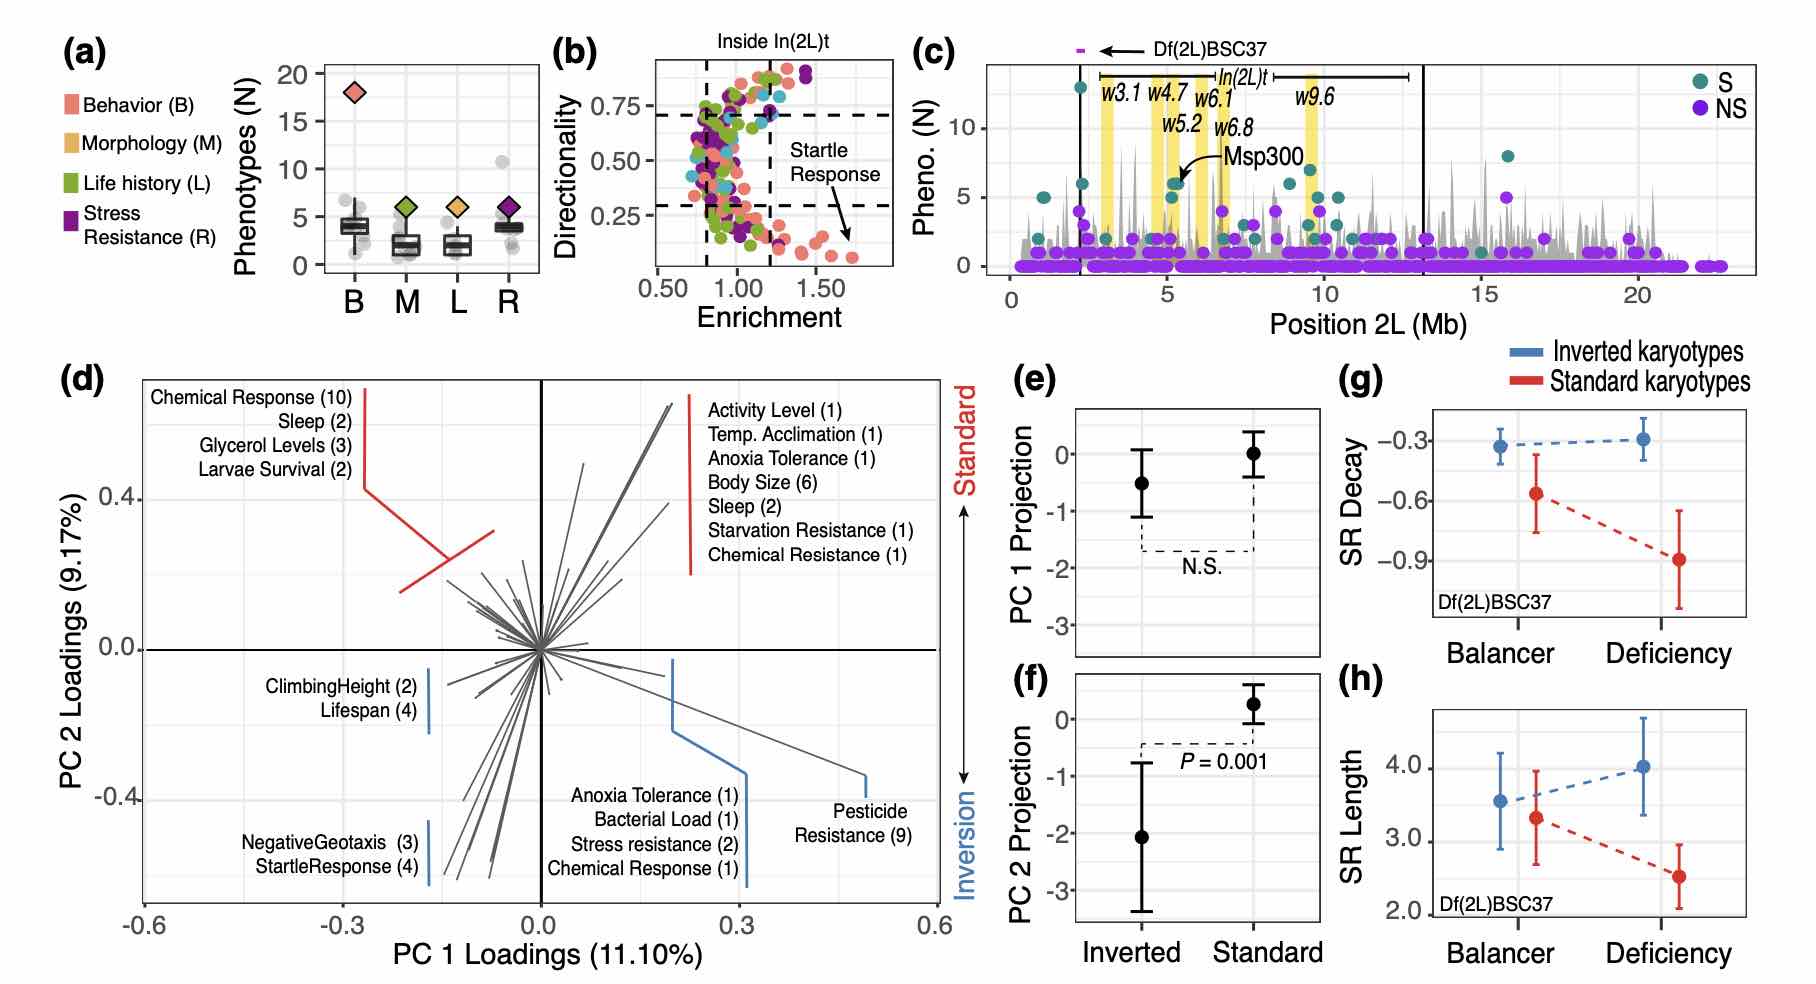 (a)
Behavior (B)
Morphology (M)
Life history (L)
Stress
Resistance (R)
Phenotypes (N)
20
15
10
5
0
B M L R
(b)
Inside In(2L)t
Directionality
0.75
0.50
0.25
Startle
Response
0.50 1.00 1.50
Enrichment
(c)
Df(2L)BSC37
In(2L)t
w3.1 w4.7 w6.1 w9.6
w5.2 w6.8
Msp300
S
NS
Pheno. (N)
10
5
0
0 5 10 15 20
Position 2L (Mb)
(d)
Chemical Response (10)
Sleep (2)
Glycerol Levels (3)
Larvae Survival (2)
Activity Level (1)
Temp. Acclimation (1)
Anoxia Tolerance (1)
Body Size (6)
Sleep (2)
Starvation Resistance (1)
Chemical Resistance (1)
ClimbingHeight (2)
Lifespan (4)
NegativeGeotaxis (3)
StartleResponse (4)
Anoxia Tolerance (1)
Bacterial Load (1)
Stress resistance (2)
Chemical Response (1)
Pesticide
Resistance (9)
PC 2 Loadings (9.17%)
0.4
0.0
-0.4
-0.6 -0.3 0.0 0.3 0.6
PC 1 Loadings (11.10%)
Standard
Inversion
(e)
PC 1 Projection
0
-1
-2
-3
N.S.
(f)
PC 2 Projection
0
-1
-2
-3
P = 0.001
Inverted Standard
Inverted karyotypes
Standard karyotypes
(g)
SR Decay
−0.3
−0.6
−0.9
Df(2L)BSC37
Balancer Deficiency
(h)
SR Length
4.0
3.0
2.0
Df(2L)BSC37
Balancer Deficiency